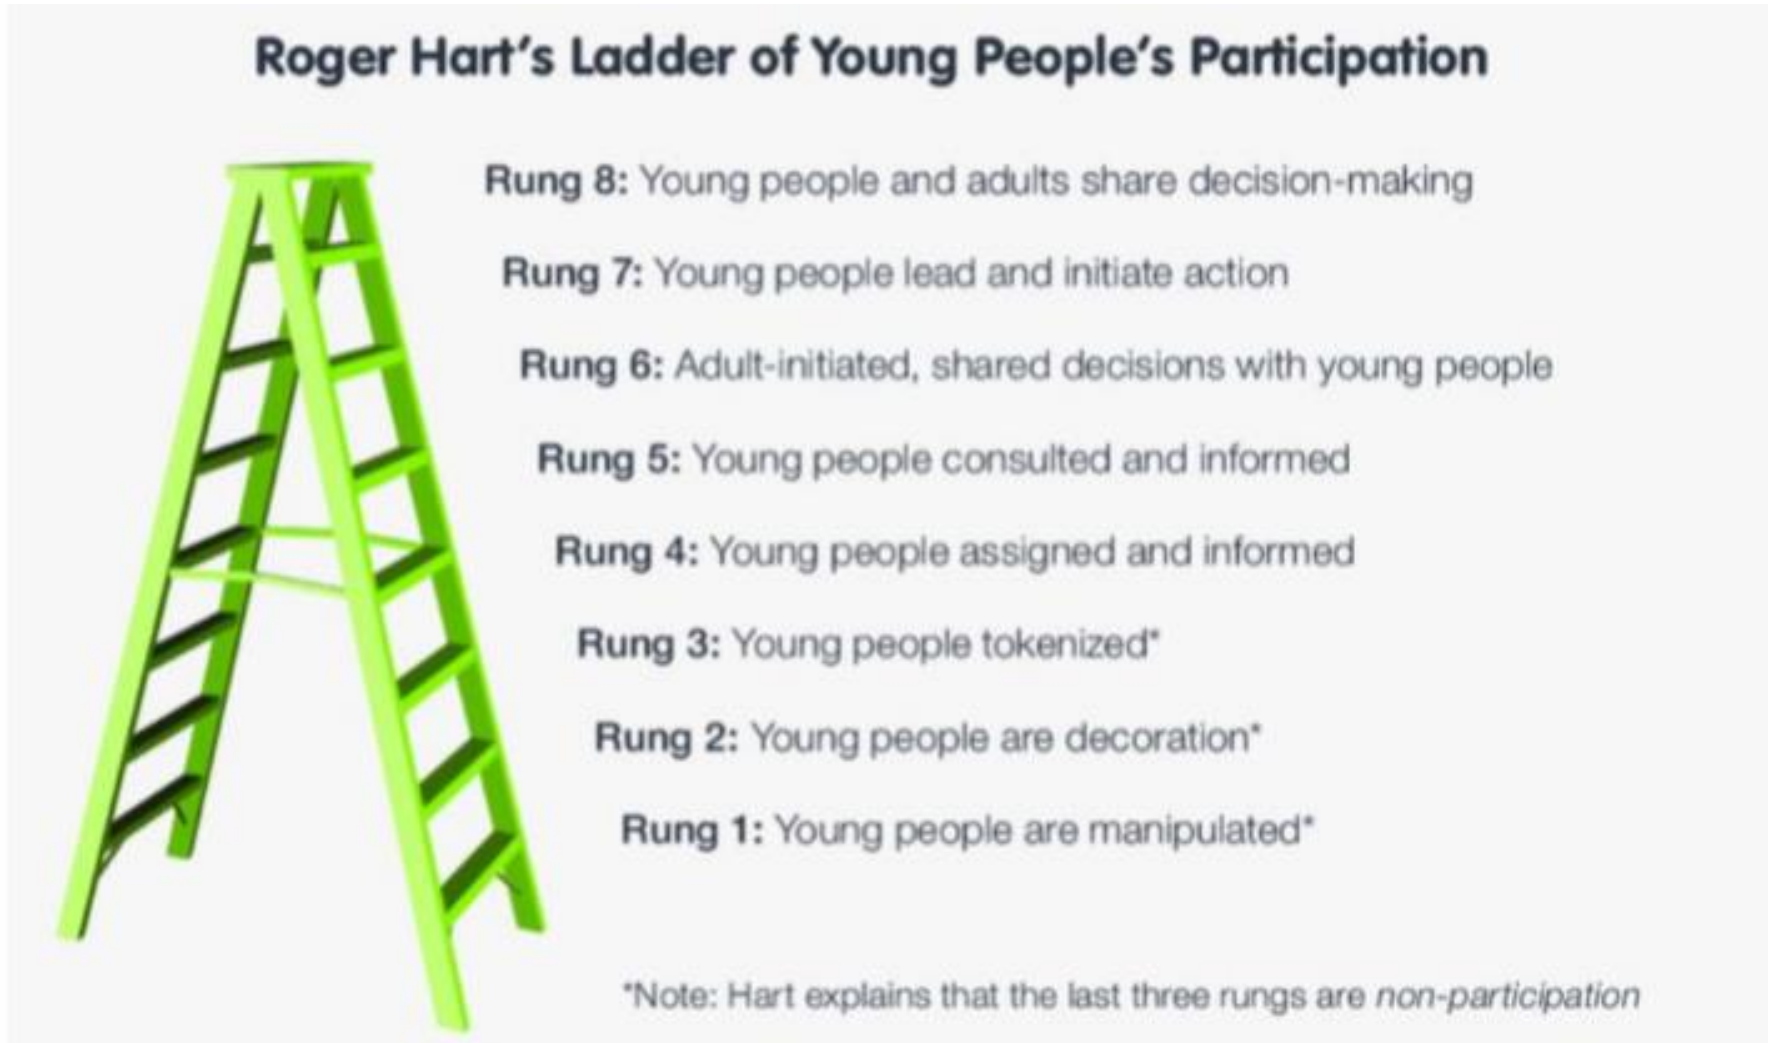 Roger Hart’s Ladder of Young People’s Participation
Rung 8: Young people and adults share decision-making
Rung 7: Young people lead and initiate action
Rung 6: Adult-initiated, shared decisions with young people
Rung 5: Young people consulted and informed
Rung 4: Young people assigned and informed
Rung 3: Young people tokenized*
Rung 2: Young people are decoration*
Rung 1: Young people are manipulated*
*Note: Hart explains that the last three rungs are non-participation